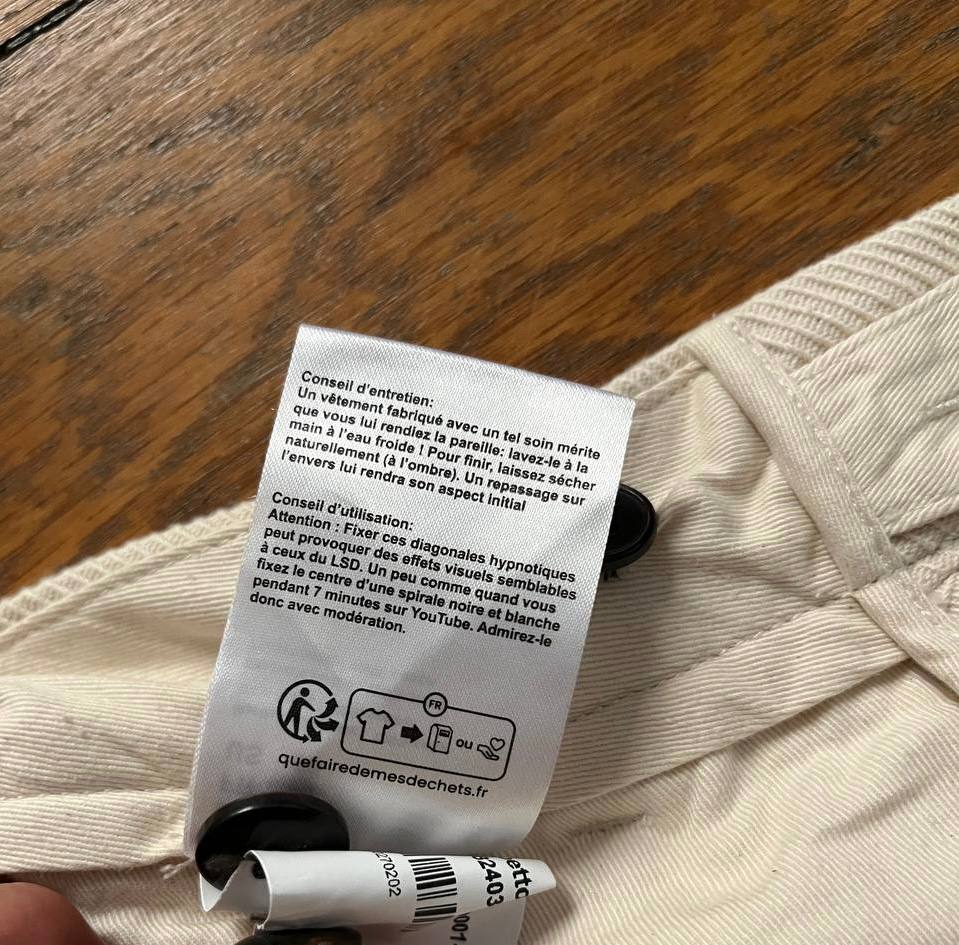 Conseil d'entretien:
Un vêtement fabriqué avec un tel soin mérite
que vous lui rendiez la pareille: lavez-le à la
main à l'eau froide ! Pour finir, laissez sécher
naturellement (à l'ombre). Un repassage sur
l'envers lui rendra son aspect initial
Conseil d'utilisation:
Attention : Fixer ces diagonales hypnotiques
peut provoquer des effets visuels semblables
à ceux du LSD. Un peu comme quand vous
fixez le centre d'une spirale noire et blanche
pendant 7 minutes sur YouTube. Admirez-le
donc avec modération.
FR
ou
quefairedemesdechets.fr